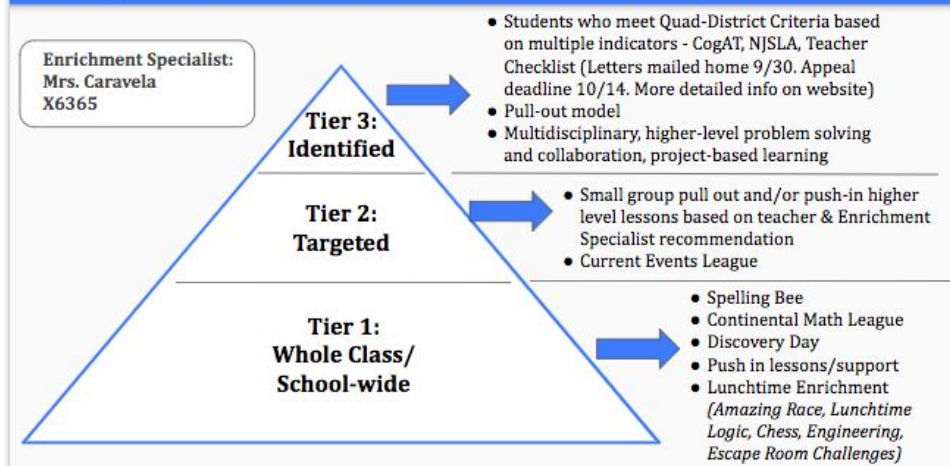 Enrichment Specialist:
Mrs. Caravela
X6365
Tier 3:
Identified
● Students who meet Quad-District Criteria based
on multiple indicators - CogAT, NJSLA, Teacher
Checklist (Letters mailed home 9/30. Appeal
deadline 10/14. More detailed info on website)
● Pull-out model
● Multidisciplinary, higher-level problem solving
and collaboration, project-based learning
Tier 2:
Targeted
● Small group pull out and/or push-in higher
level lessons based on teacher & Enrichment
Specialist recommendation
● Current Events League
Tier 1:
Whole Class/
School-wide
● Spelling Bee
● Continental Math League
● Discovery Day
● Push in lessons/support
● Lunchtime Enrichment
(Amazing Race, Lunchtime
Logic, Chess, Engineering,
Escape Room Challenges)